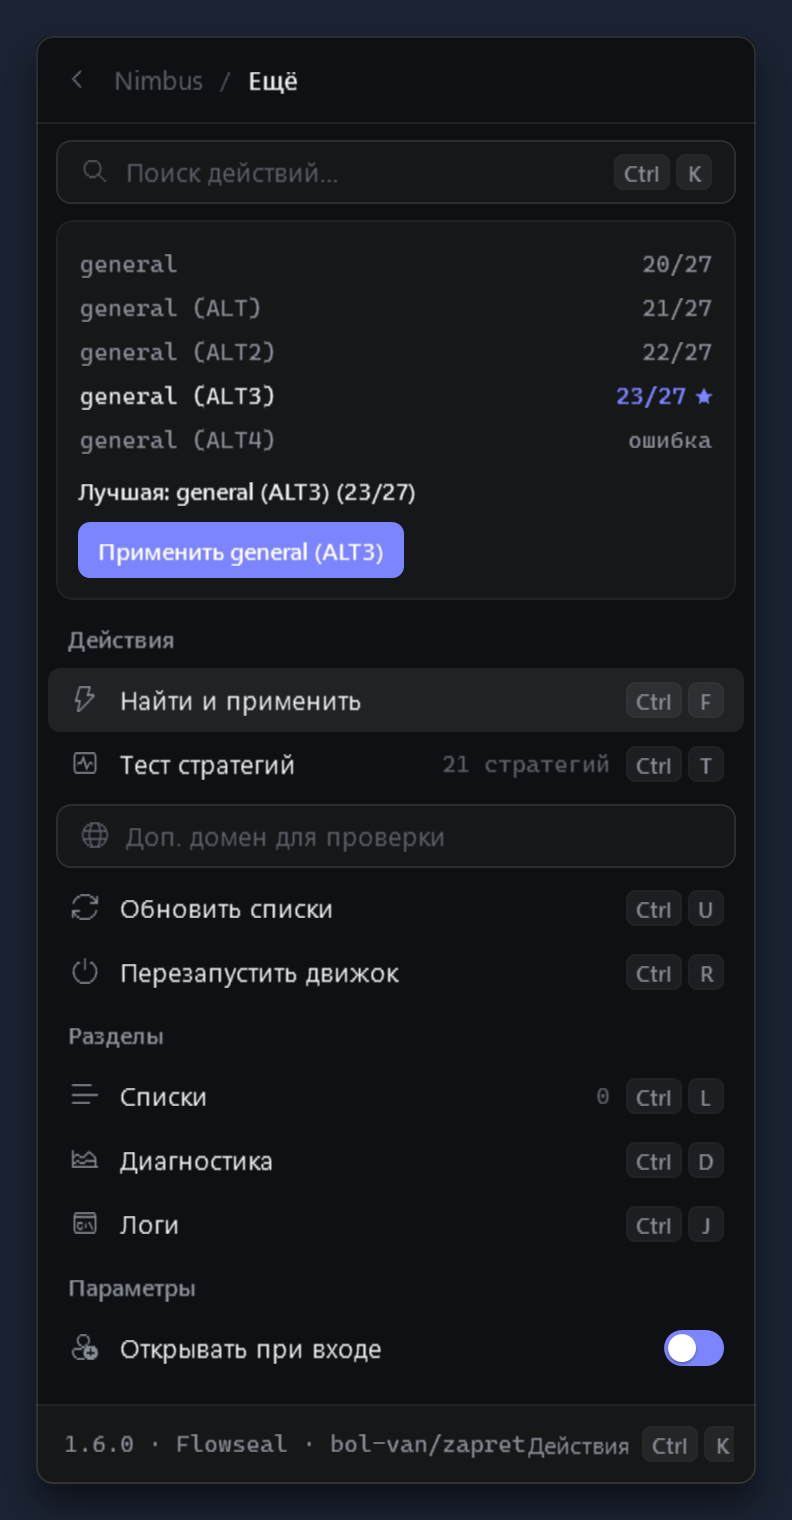 Nimbus / Ещё
Поиск действий... Ctrl K
general 20/27
general (ALT) 21/27
general (ALT2) 22/27
general (ALT3) 23/27 ★
general (ALT4) ошибка
Лучшая: general (ALT3) (23/27)
Применить general (ALT3)
Действия
Найти и применить Ctrl F
Тест стратегий 21 стратегий Ctrl T
Доп. домен для проверки
Обновить списки Ctrl U
Перезапустить движок Ctrl R
Разделы
Списки 0 Ctrl L
Диагностика Ctrl D
Логи Ctrl J
Параметры
Открывать при входе
1.6.0 · Flowseal · bol-van/zapret Действия Ctrl K